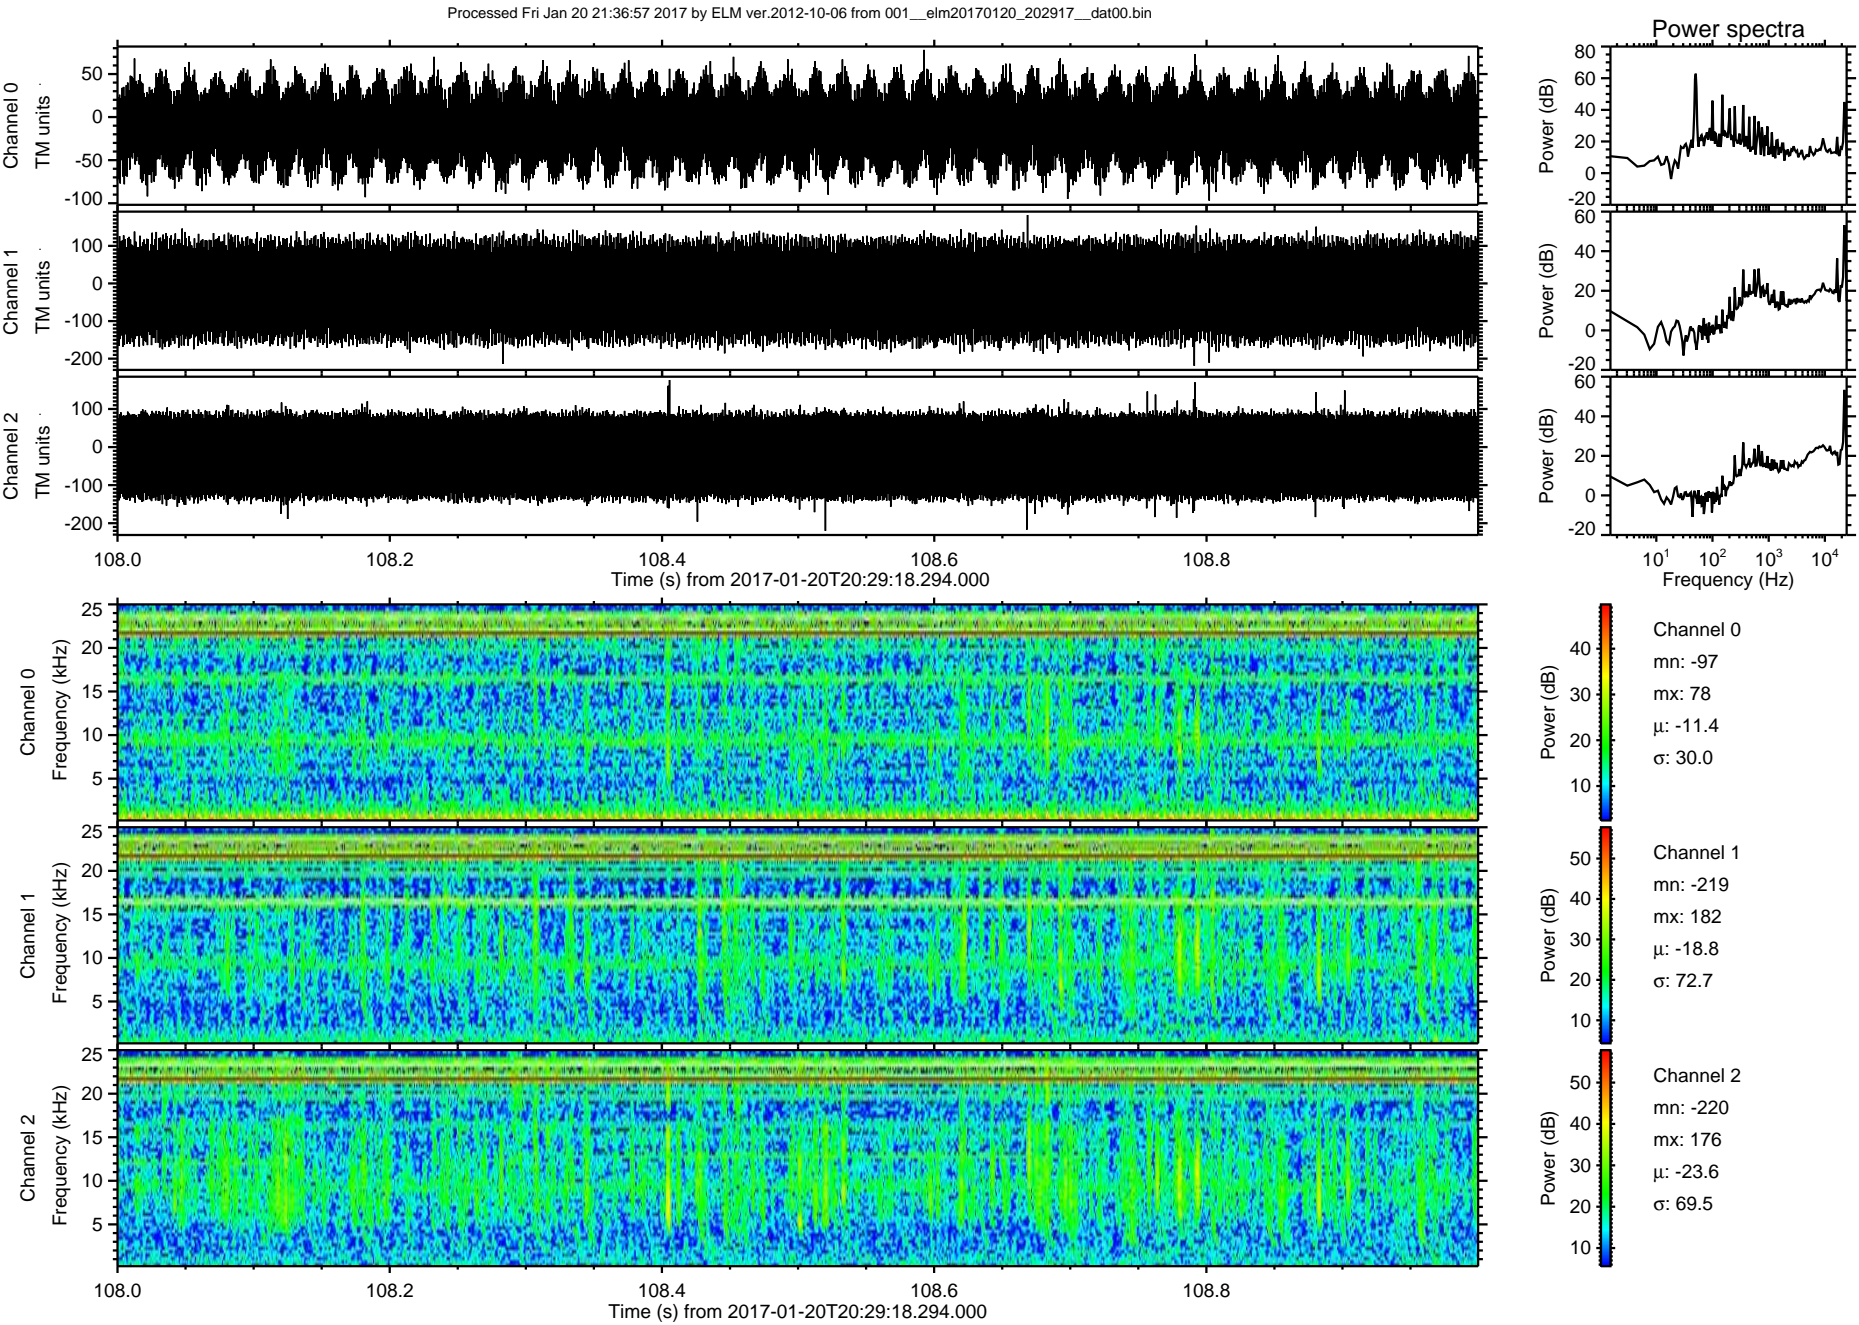 Processed Fri Jan 20 21:36:57 2017 by ELM ver.2012-10-06 from 001__elm20170120_202917__dat00.bin
Power spectra
Channel 0
TM units
50
0
-50
-100
Power (dB)
80
60
40
20
0
-20
Channel 1
TM units
100
0
-100
-200
Power (dB)
60
40
20
0
-20
Channel 2
TM units
100
0
-100
-200
Power (dB)
60
40
20
0
-20
108.0 108.2 108.4 108.6 108.8
Time (s) from 2017-01-20T20:29:18.294.000
10¹ 10² 10³ 10⁴
Frequency (Hz)
Channel 0
Frequency (kHz)
25
20
15
10
5
Power (dB)
40
30
20
10
Channel 0
mn: -97
mx: 78
μ: -11.4
σ: 30.0
Channel 1
Frequency (kHz)
25
20
15
10
5
Power (dB)
50
40
30
20
10
Channel 1
mn: -219
mx: 182
μ: -18.8
σ: 72.7
Channel 2
Frequency (kHz)
25
20
15
10
5
Power (dB)
50
40
30
20
10
Channel 2
mn: -220
mx: 176
μ: -23.6
σ: 69.5
108.0 108.2 108.4 108.6 108.8
Time (s) from 2017-01-20T20:29:18.294.000